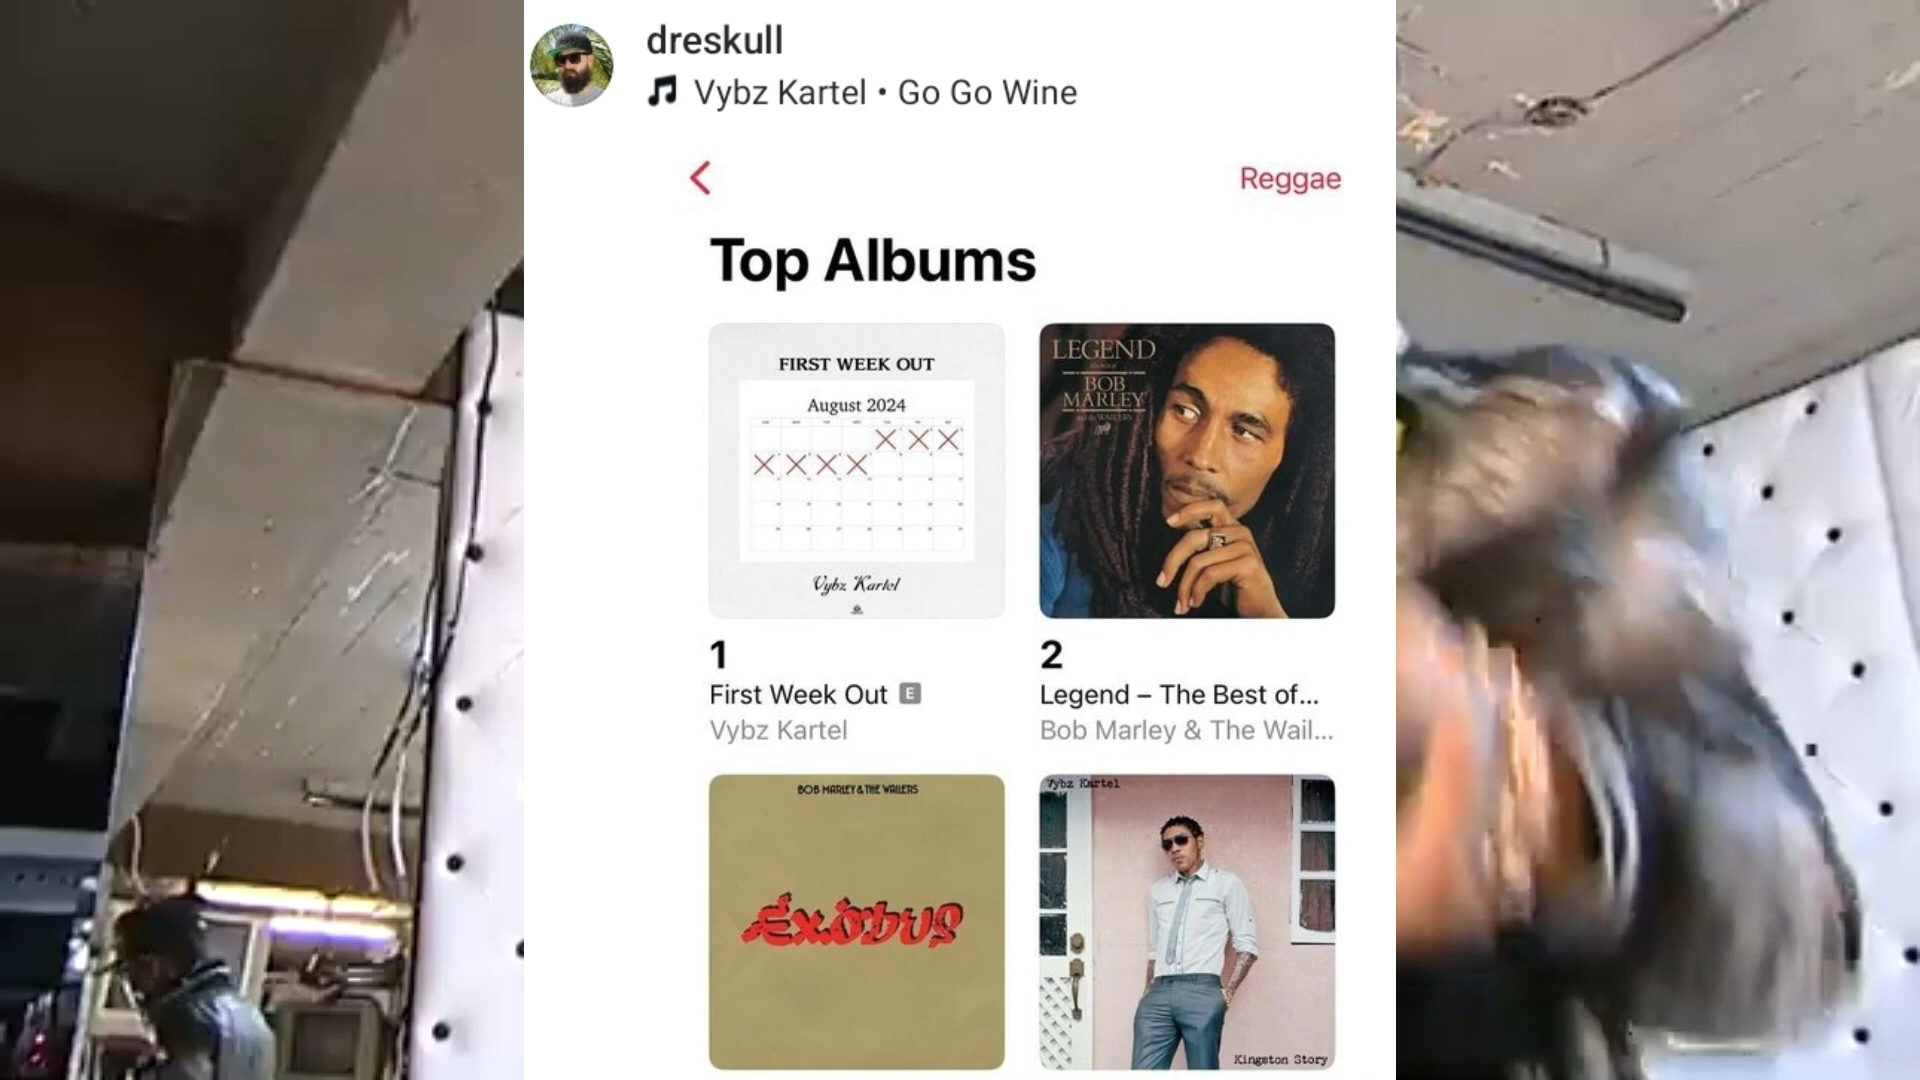 dreskull
Vybz Kartel • Go Go Wine
Reggae
Top Albums
FIRST WEEK OUT
August 2024
Vybz Kartel
LEGEND
BOB
MARLEY
1
First Week Out E
Vybz Kartel
2
Legend – The Best of...
Bob Marley & The Wail...
BOB MARLEY & THE WAILERS
EXODUS
Vybz Kartel
Kingston Story